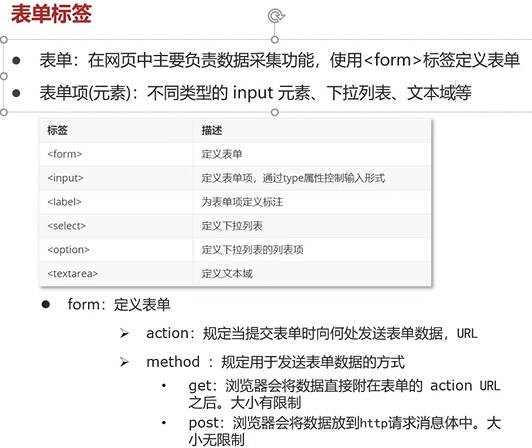 表单标签
表单：在网页中主要负责数据采集功能，使用<form>标签定义表单
表单项(元素)：不同类型的 input 元素、下拉列表、文本域等
标签 描述
<form> 定义表单
<input> 定义表单项，通过type属性控制输入形式
<label> 为表单项定义标注
<select> 定义下拉列表
<option> 定义下拉列表的列表项
<textarea> 定义文本域
form：定义表单
action：规定当提交表单时向何处发送表单数据，URL
method ：规定用于发送表单数据的方式
get：浏览器会将数据直接附在表单的 action URL
之后。大小有限制
post：浏览器会将数据放到http请求消息体中。大
小无限制